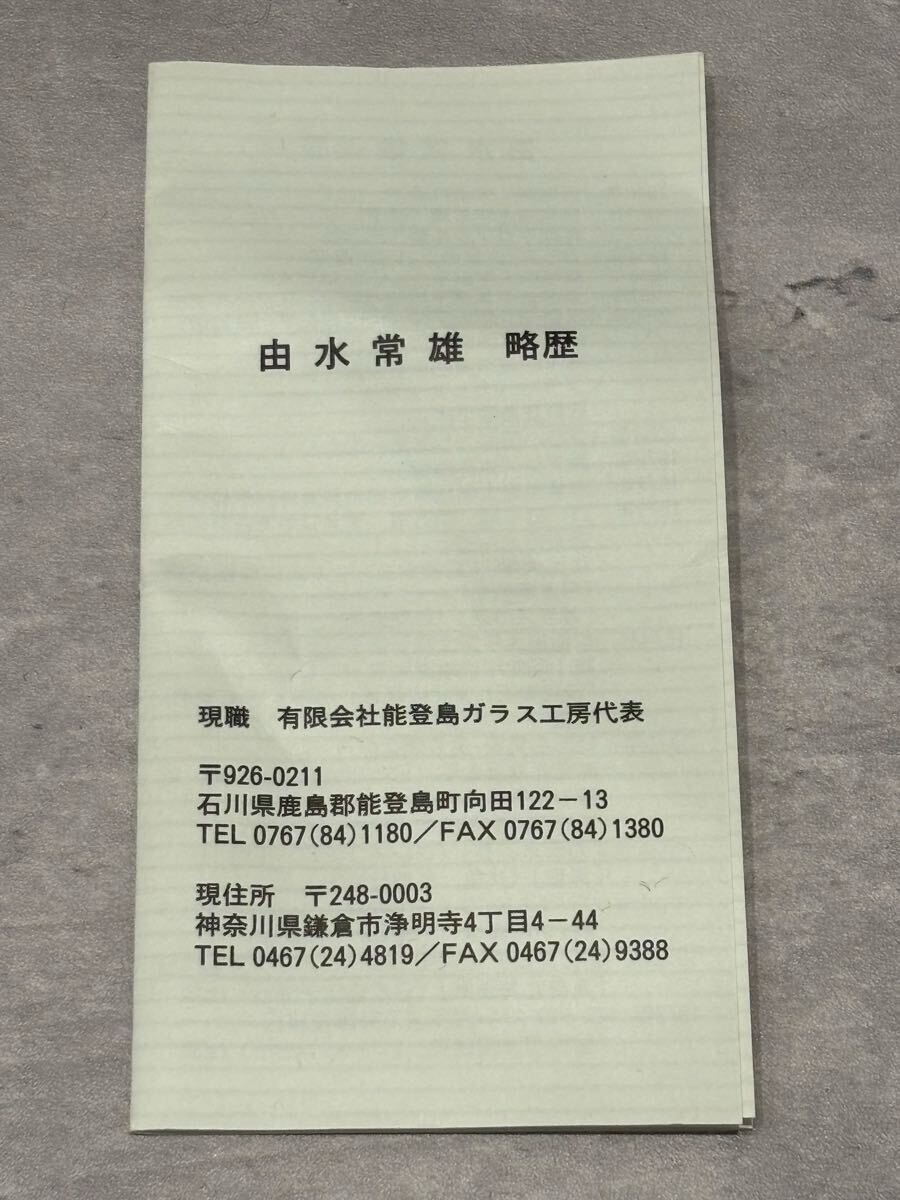 由水常雄 略歴
現職 有限会社能登島ガラス工房代表
〒926-0211
石川県鹿島郡能登島町向田122−13
TEL 0767(84)1180／FAX 0767(84)1380
現住所 〒248-0003
神奈川県鎌倉市浄明寺4丁目4−44
TEL 0467(24)4819／FAX 0467(24)9388